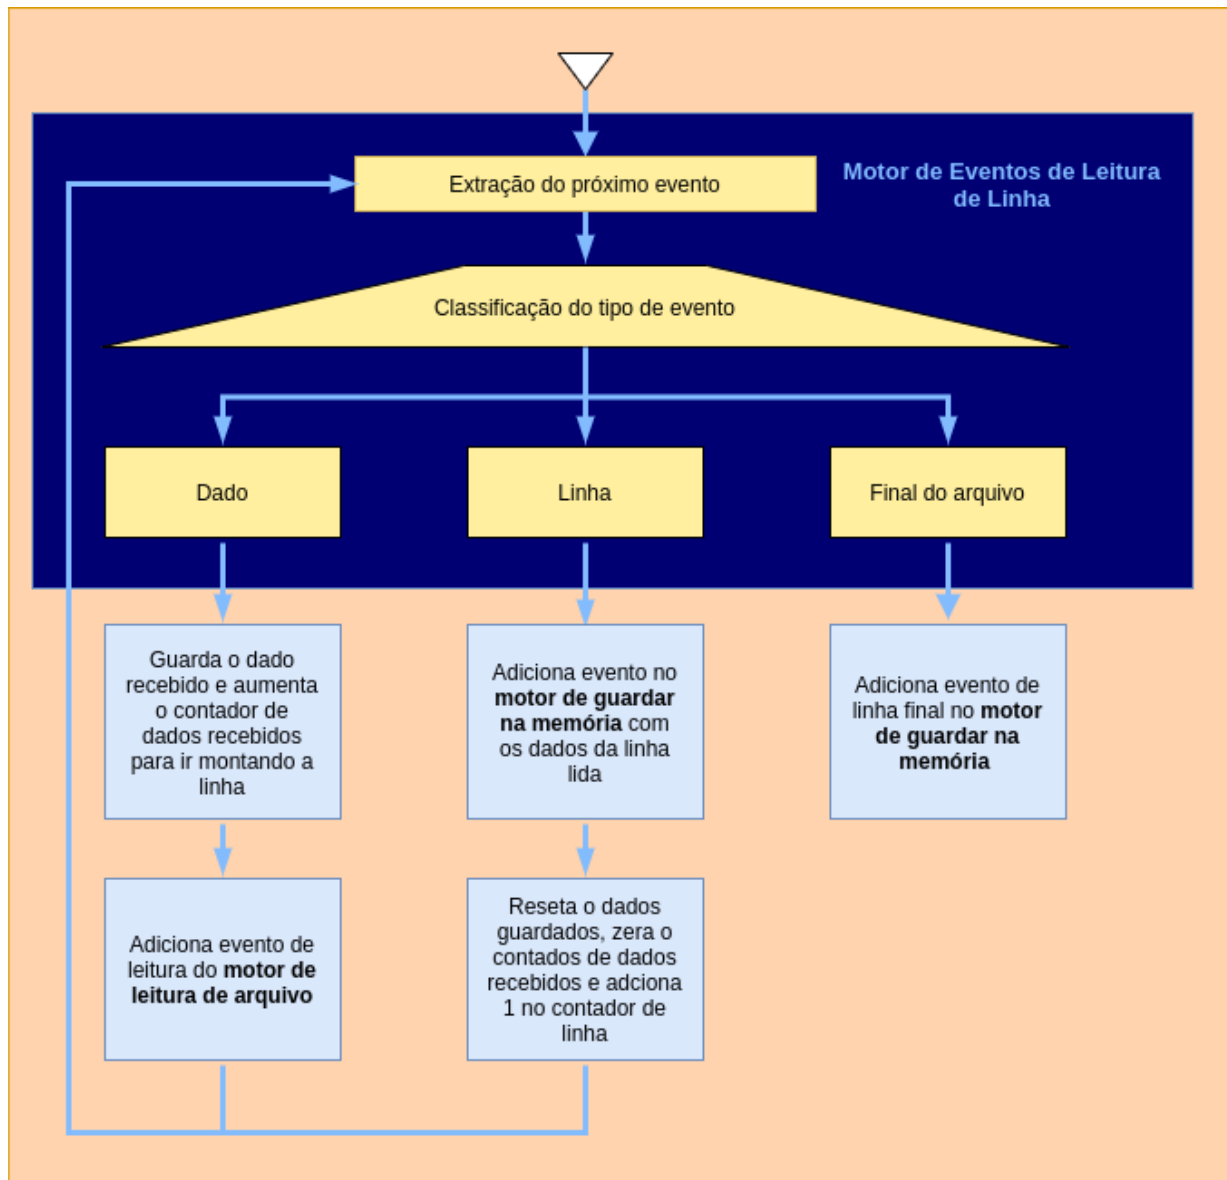 Extração do próximo evento
Motor de Eventos de Leitura
de Linha
Classificação do tipo de evento
Dado
Linha
Final do arquivo
Guarda o dado
recebido e aumenta
o contador de
dados recebidos
para ir montando a
linha
Adiciona evento no
motor de guardar
na memória com
os dados da linha
lida
Adiciona evento de
linha final no motor
de guardar na
memória
Adiciona evento de
leitura do motor de
leitura de arquivo
Reseta o dados
guardados, zera o
contados de dados
recebidos e adciona
1 no contador de
linha